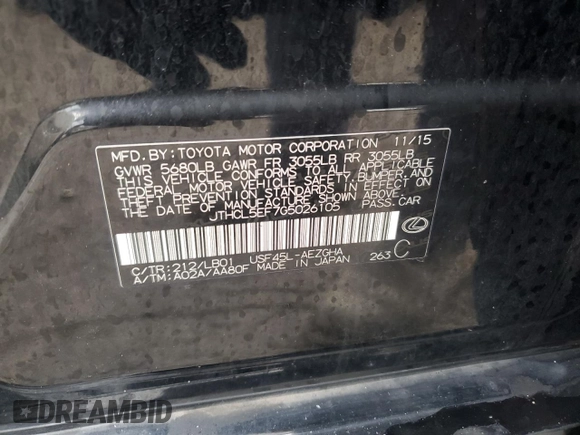 MFD. BY: TOYOTA MOTOR CORPORATION 11/15
GVWR 5680LB GAWR FR 3055LB RR 3055LB
THIS VEHICLE CONFORMS TO ALL APPLICABLE
FEDERAL MOTOR VEHICLE SAFETY, BUMPER, AND
THEFT PREVENTION STANDARDS IN EFFECT ON
THE DATE OF MANUFACTURE SHOWN ABOVE.
JTHCL5EF7G5026105 PASS. CAR
C/TR: 212/LB01 USF45L-AEZGHA
A/TM: A02A/AA80F MADE IN JAPAN 263 C
DREAMBID